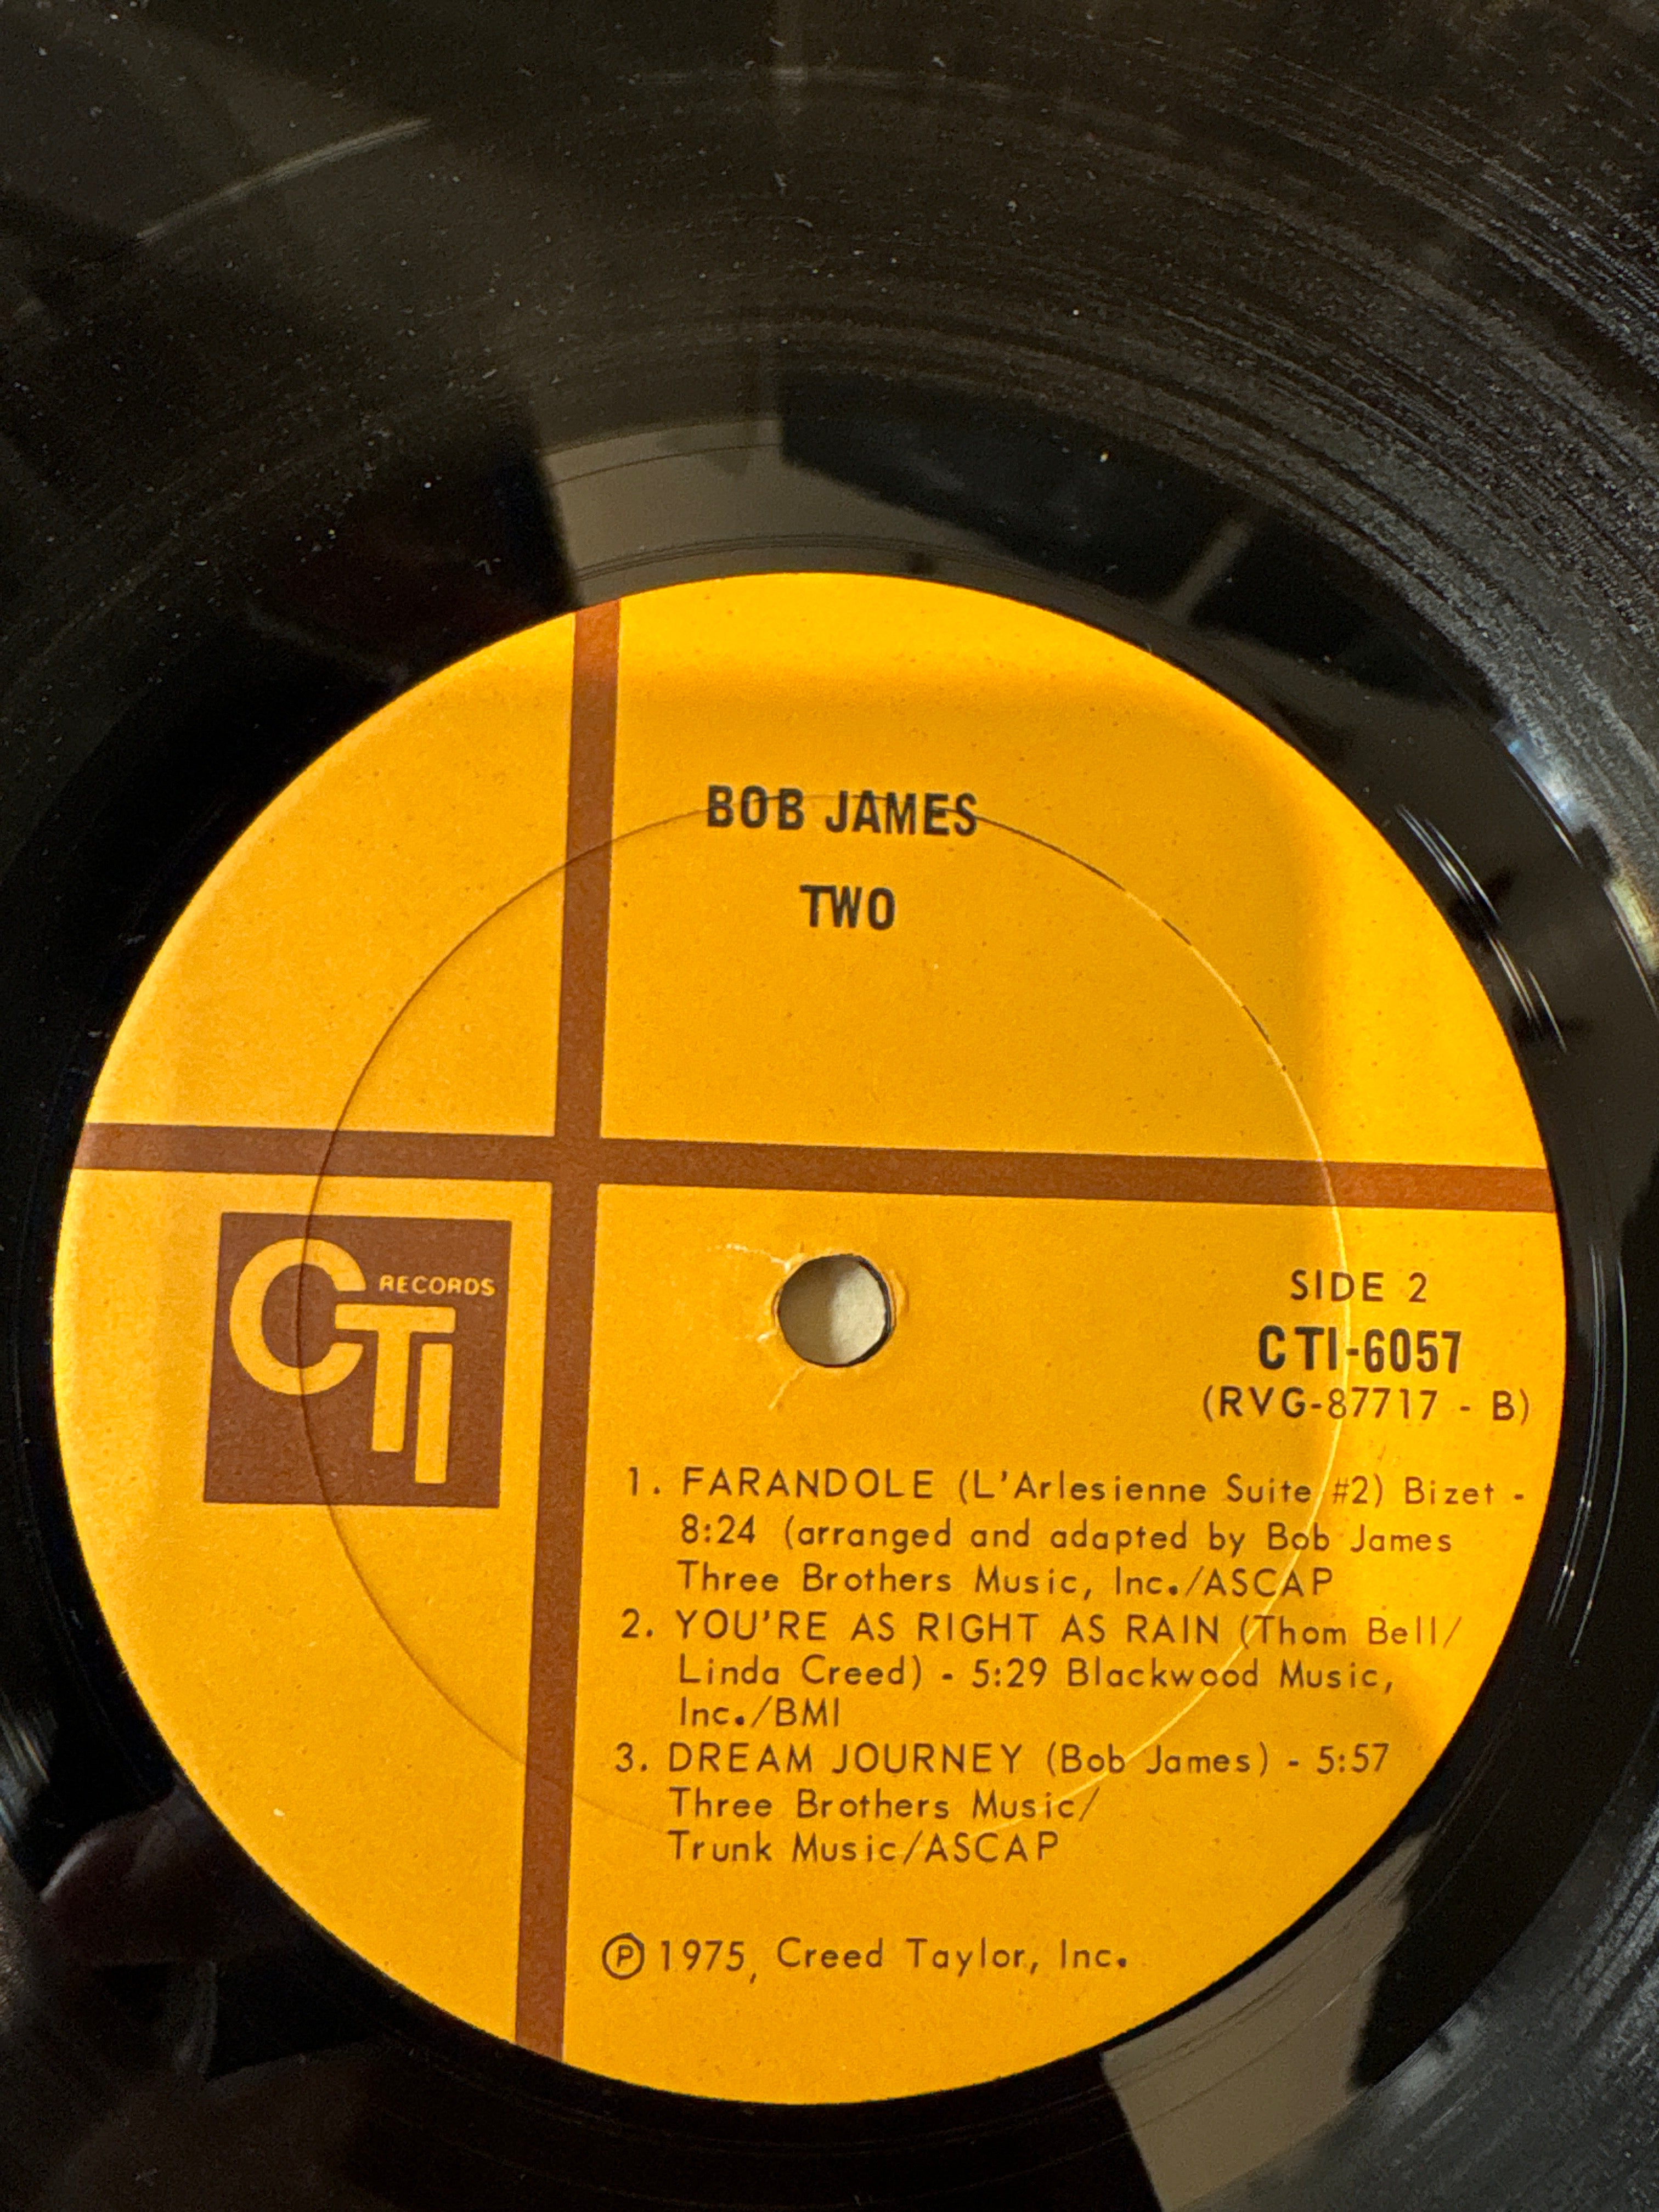 BOB JAMES
TWO
CTI RECORDS
SIDE 2
CTI-6057
(RVG-87717 - B)
1. FARANDOLE (L'Arlesienne Suite #2) Bizet -
8:24 (arranged and adapted by Bob James
Three Brothers Music, Inc./ASCAP
2. YOU'RE AS RIGHT AS RAIN (Thom Bell/
Linda Creed) - 5:29 Blackwood Music,
Inc./BMI
3. DREAM JOURNEY (Bob James) - 5:57
Three Brothers Music/
Trunk Music/ASCAP
Ⓟ 1975, Creed Taylor, Inc.